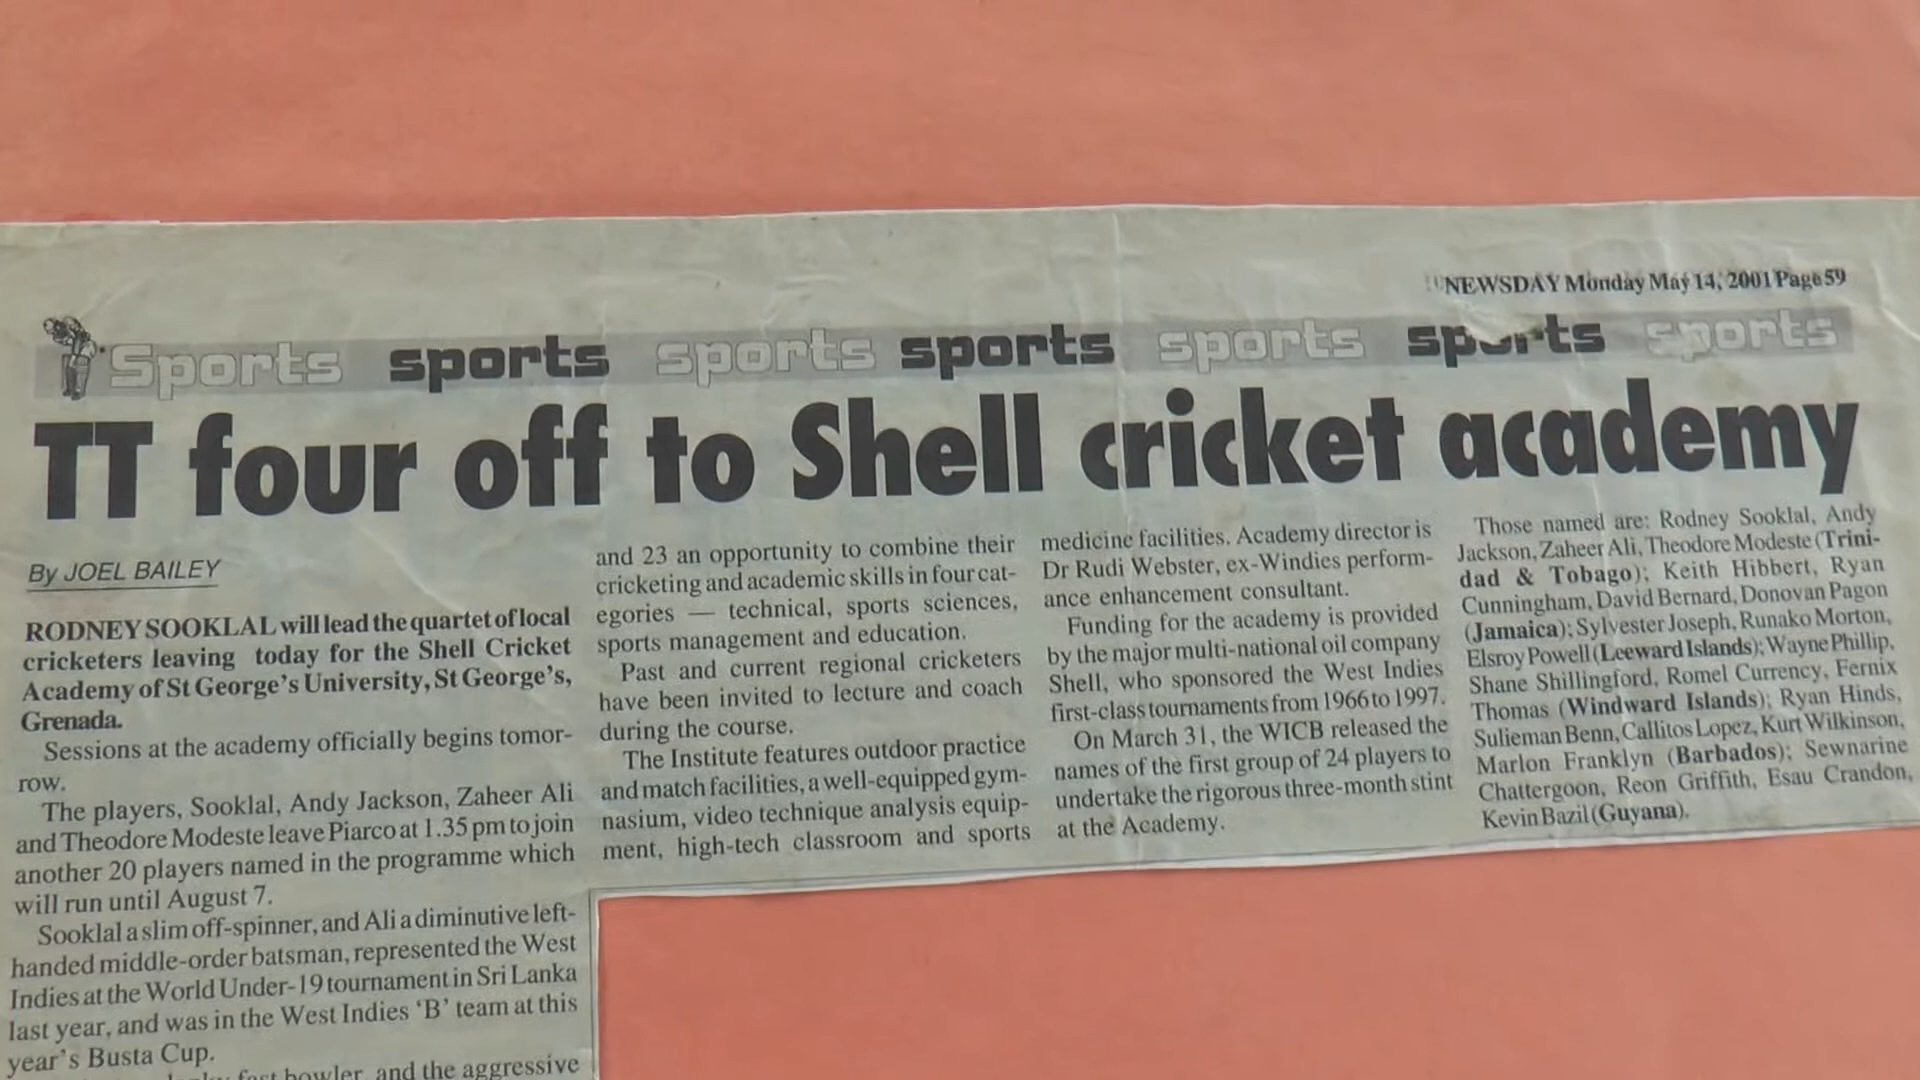 NEWSDAY Monday May 14, 2001 Page 59
Sports sports sports sports sports sports sports
TT four off to Shell cricket academy
By JOEL BAILEY
RODNEY SOOKLAL will lead the quartet of local
cricketers leaving today for the Shell Cricket
Academy of St George's University, St George's,
Grenada.
Sessions at the academy officially begins tomor-
row.
The players, Sooklal, Andy Jackson, Zaheer Ali
and Theodore Modeste leave Piarco at 1.35 pm to join
another 20 players named in the programme which
will run until August 7.
Sooklal a slim off-spinner, and Ali a diminutive left-
handed middle-order batsman, represented the West
Indies at the World Under-19 tournament in Sri Lanka
last year, and was in the West Indies 'B' team at this
year's Busta Cup.
fast bowler, and the aggressive
and 23 an opportunity to combine their
cricketing and academic skills in four cat-
egories — technical, sports sciences,
sports management and education.
Past and current regional cricketers
have been invited to lecture and coach
during the course.
The Institute features outdoor practice
and match facilities, a well-equipped gym-
nasium, video technique analysis equip-
ment, high-tech classroom and sports
medicine facilities. Academy director is
Dr Rudi Webster, ex-Windies perform-
ance enhancement consultant.
Funding for the academy is provided
by the major multi-national oil company
Shell, who sponsored the West Indies
first-class tournaments from 1966 to 1997.
On March 31, the WICB released the
names of the first group of 24 players to
undertake the rigorous three-month stint
at the Academy.
Those named are: Rodney Sooklal, Andy
Jackson, Zaheer Ali, Theodore Modeste (Trini-
dad & Tobago); Keith Hibbert, Ryan
Cunningham, David Bernard, Donovan Pagon
(Jamaica); Sylvester Joseph, Runako Morton,
Elsroy Powell (Leeward Islands); Wayne Phillip,
Shane Shillingford, Romel Currency, Fernix
Thomas (Windward Islands); Ryan Hinds,
Sulieman Benn, Callitos Lopez, Kurt Wilkinson,
Marlon Franklyn (Barbados); Sewnarine
Chattergoon, Reon Griffith, Esau Crandon,
Kevin Bazil (Guyana).